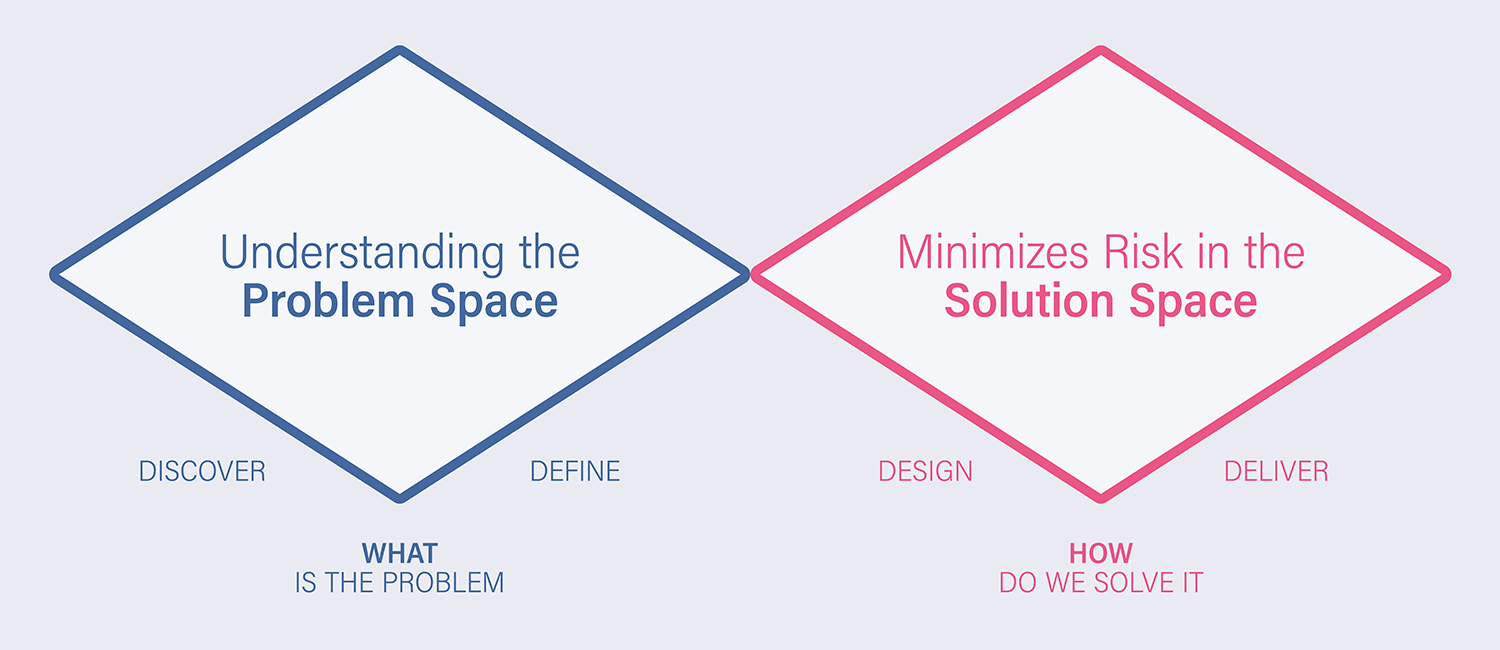 Understanding the
Problem Space
DISCOVER
DEFINE
WHAT
IS THE PROBLEM
Minimizes Risk in the
Solution Space
DESIGN
DELIVER
HOW
DO WE SOLVE IT